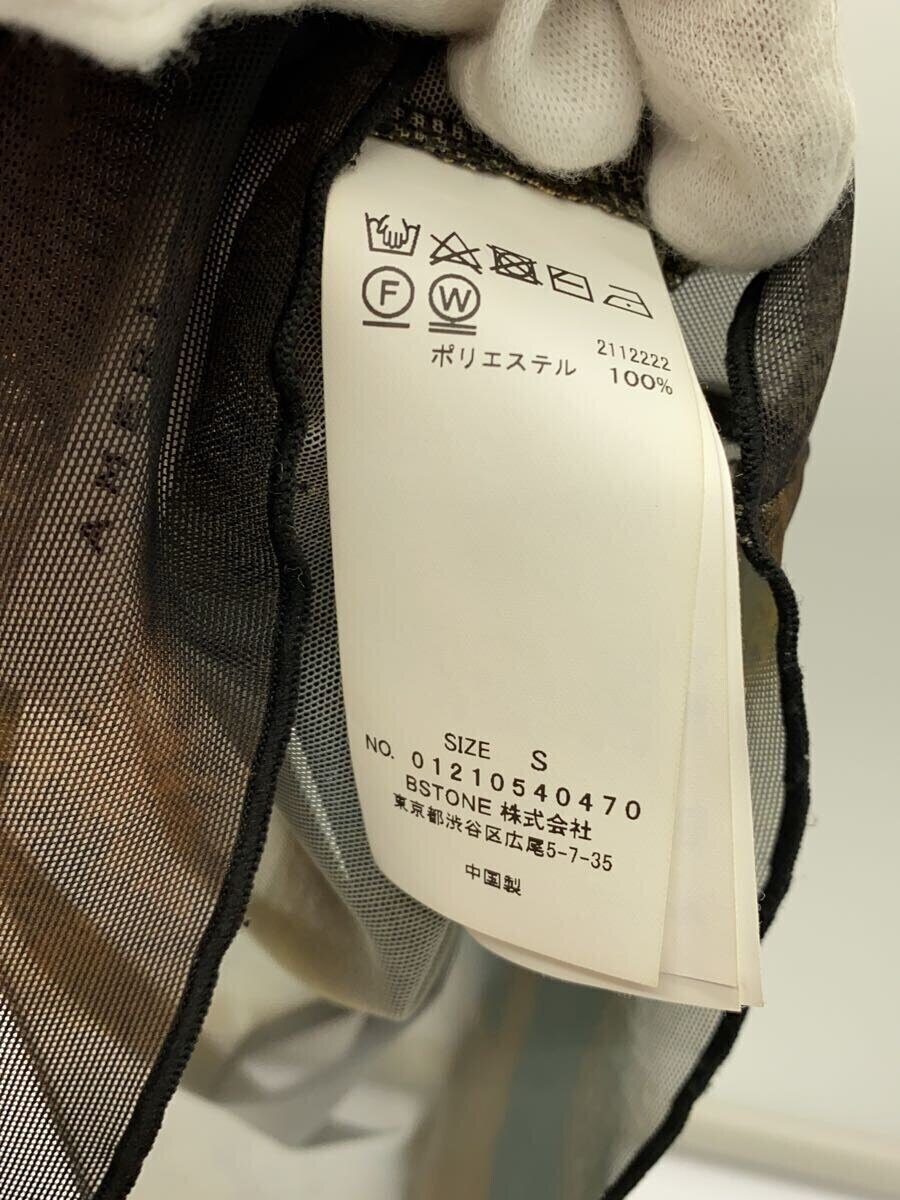 F W
2112222
ポリエステル 100%
SIZE S
NO. 01210540470
BSTONE 株式会社
東京都渋谷区広尾5-7-35
中国製